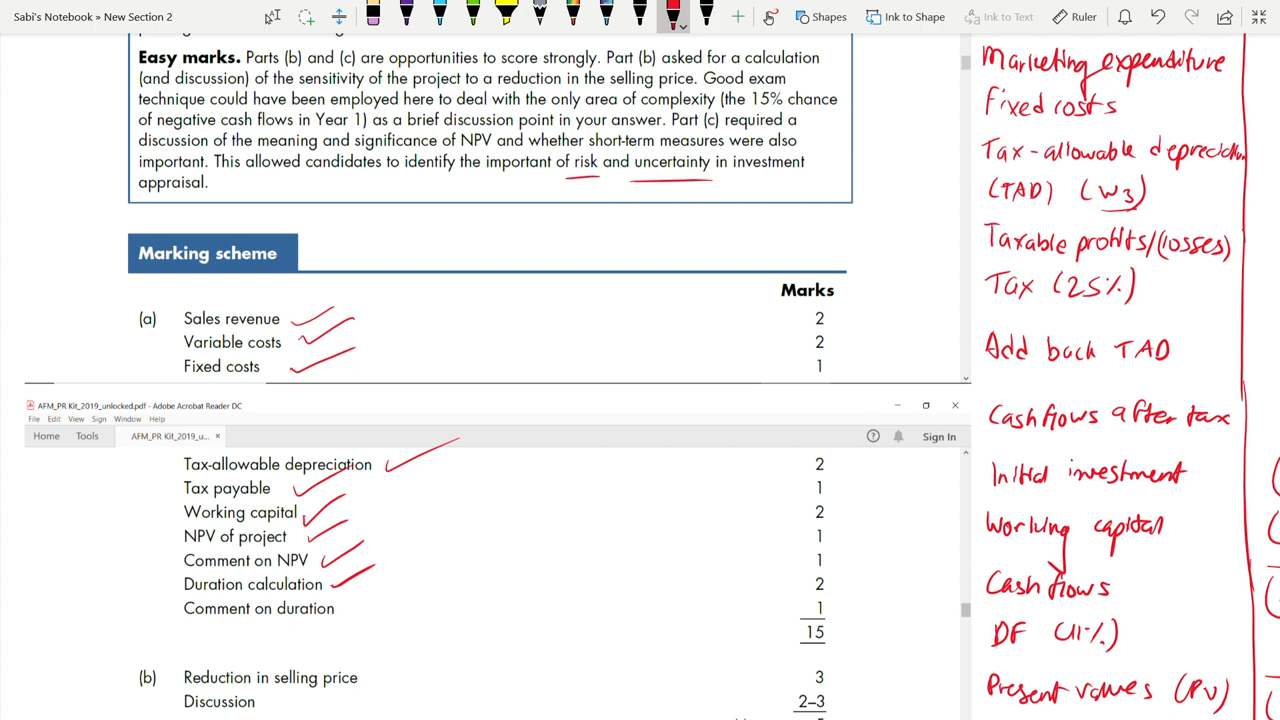 Sabi's Notebook » New Section 2
Shapes
Ink to Shape
Ink to Text
Ruler
Easy marks. Parts (b) and (c) are opportunities to score strongly. Part (b) asked for a calculation
(and discussion) of the sensitivity of the project to a reduction in the selling price. Good exam
technique could have been employed here to deal with the only area of complexity (the 15% chance
of negative cash flows in Year 1) as a brief discussion point in your answer. Part (c) required a
discussion of the meaning and significance of NPV and whether short-term measures were also
important. This allowed candidates to identify the important of risk and uncertainty in investment
appraisal.
Marking scheme
Marks
(a) Sales revenue 2
Variable costs 2
Fixed costs 1
AFM_PR Kit_2019_unlocked.pdf - Adobe Acrobat Reader DC
File Edit View Sign Window Help
Home Tools AFM_PR Kit_2019_u... × Sign In
Tax-allowable depreciation 2
Tax payable 1
Working capital 2
NPV of project 1
Comment on NPV 1
Duration calculation 2
Comment on duration 1
15
(b) Reduction in selling price 3
Discussion 2–3
Marketing expenditure
Fixed costs
Tax-allowable
(TAD) (W3)
Taxable profits/(losses)
Tax (25%)
Add back TAD
Cash flows after tax
Initial investment
Working capital
Cash flows
DF (11%)
Present values (PV)